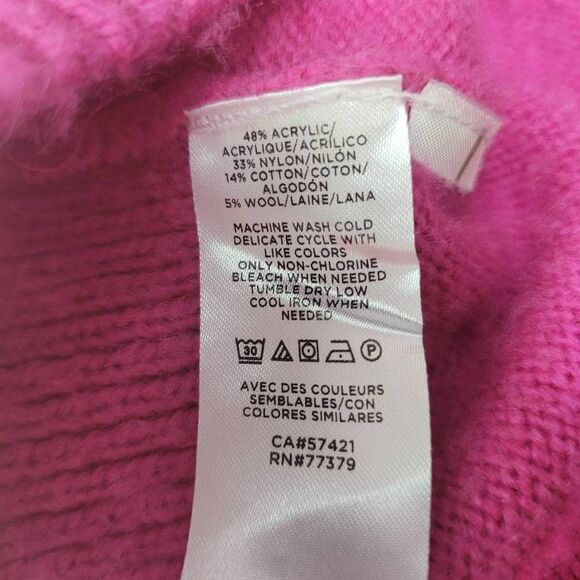 48% ACRYLIC/
ACRYLIQUE/ACRÍLICO
33% NYLON/NILÓN
14% COTTON/COTON/
ALGODÓN
5% WOOL/LAINE/LANA
MACHINE WASH COLD
DELICATE CYCLE WITH
LIKE COLORS
ONLY NON-CHLORINE
BLEACH WHEN NEEDED
TUMBLE DRY LOW
COOL IRON WHEN
NEEDED
30 P
AVEC DES COULEURS
SEMBLABLES/CON
COLORES SIMILARES
CA#57421
RN#77379